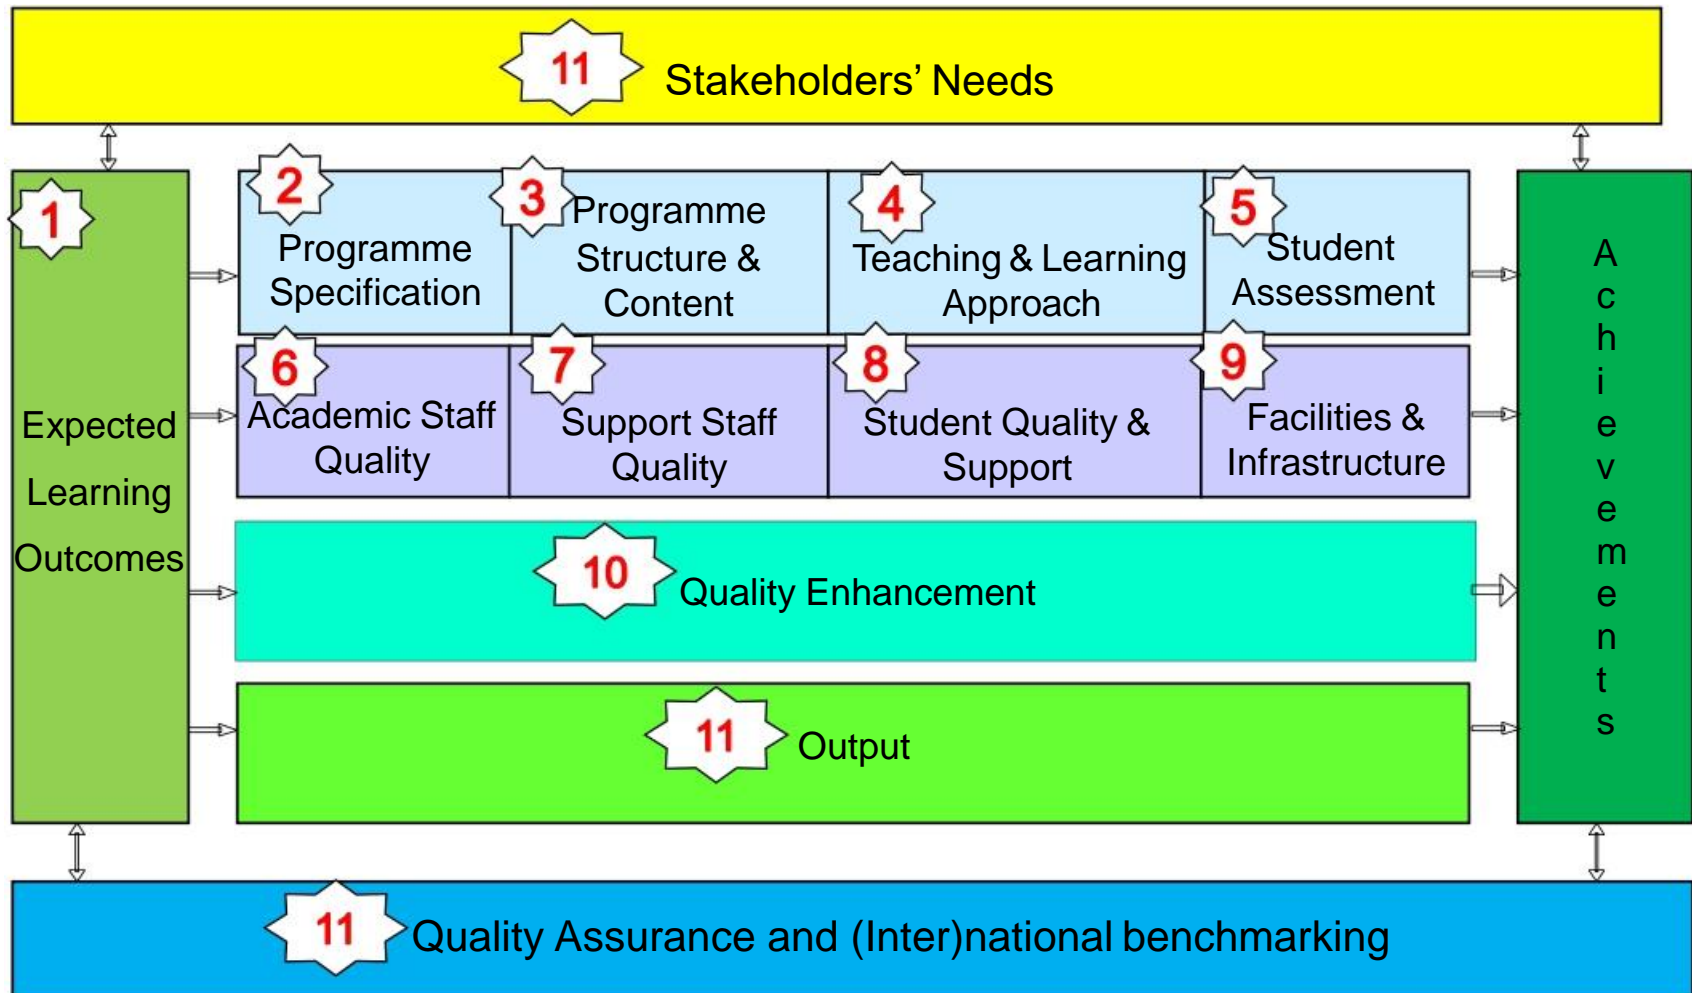 11 Stakeholders’ Needs
1
Expected
Learning
Outcomes
2
Programme
Specification
3
Programme
Structure &
Content
4
Teaching & Learning
Approach
5
Student
Assessment
6
Academic Staff
Quality
7
Support Staff
Quality
8
Student Quality &
Support
9
Facilities &
Infrastructure
10 Quality Enhancement
11 Output
Achievements
11 Quality Assurance and (Inter)national benchmarking